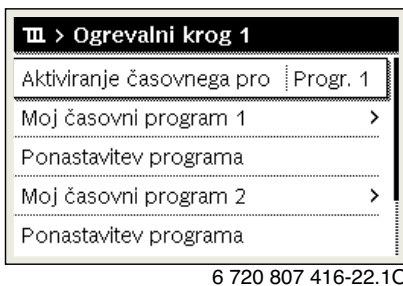 > Ogrevalni krog 1
Aktiviranje časovnega pro Progr. 1
Moj časovni program 1 >
Ponastavitev programa
Moj časovni program 2 >
Ponastavitev programa
6 720 807 416-22.1O